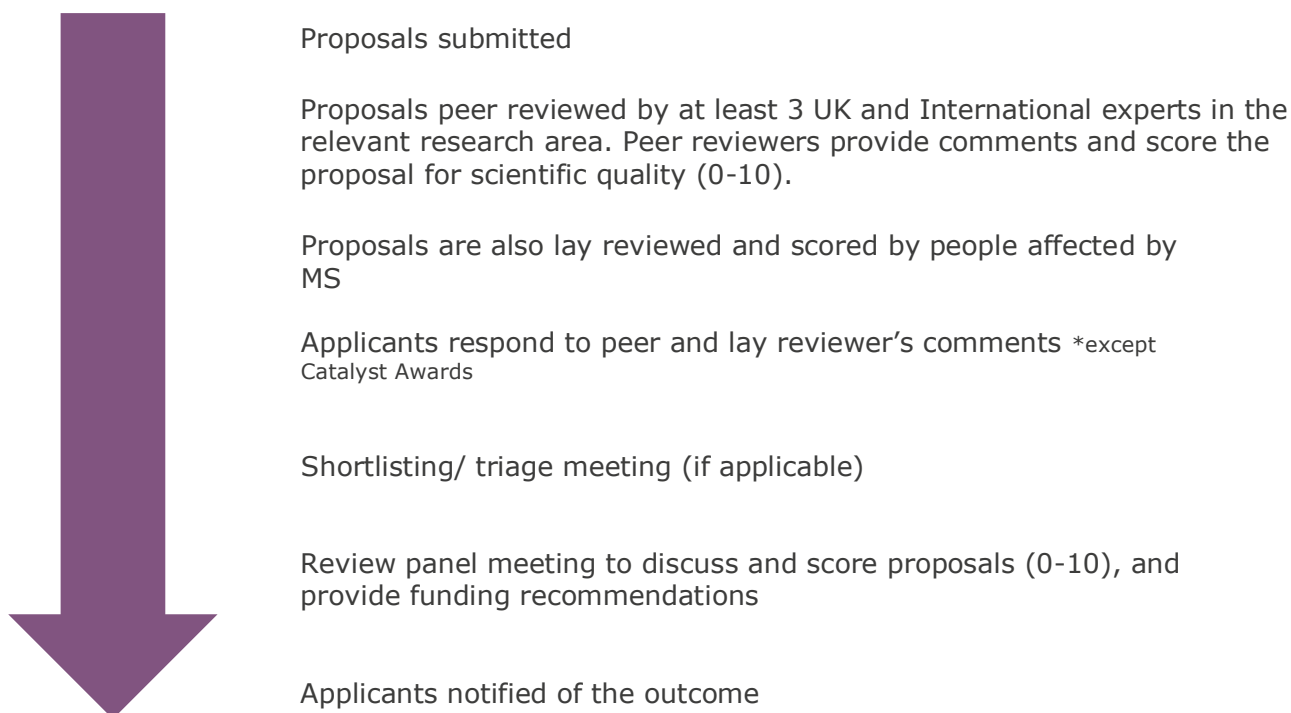 Proposals submitted
Proposals peer reviewed by at least 3 UK and International experts in the
relevant research area. Peer reviewers provide comments and score the
proposal for scientific quality (0-10).
Proposals are also lay reviewed and scored by people affected by
MS
Applicants respond to peer and lay reviewer’s comments *except
Catalyst Awards
Shortlisting/ triage meeting (if applicable)
Review panel meeting to discuss and score proposals (0-10), and
provide funding recommendations
Applicants notified of the outcome